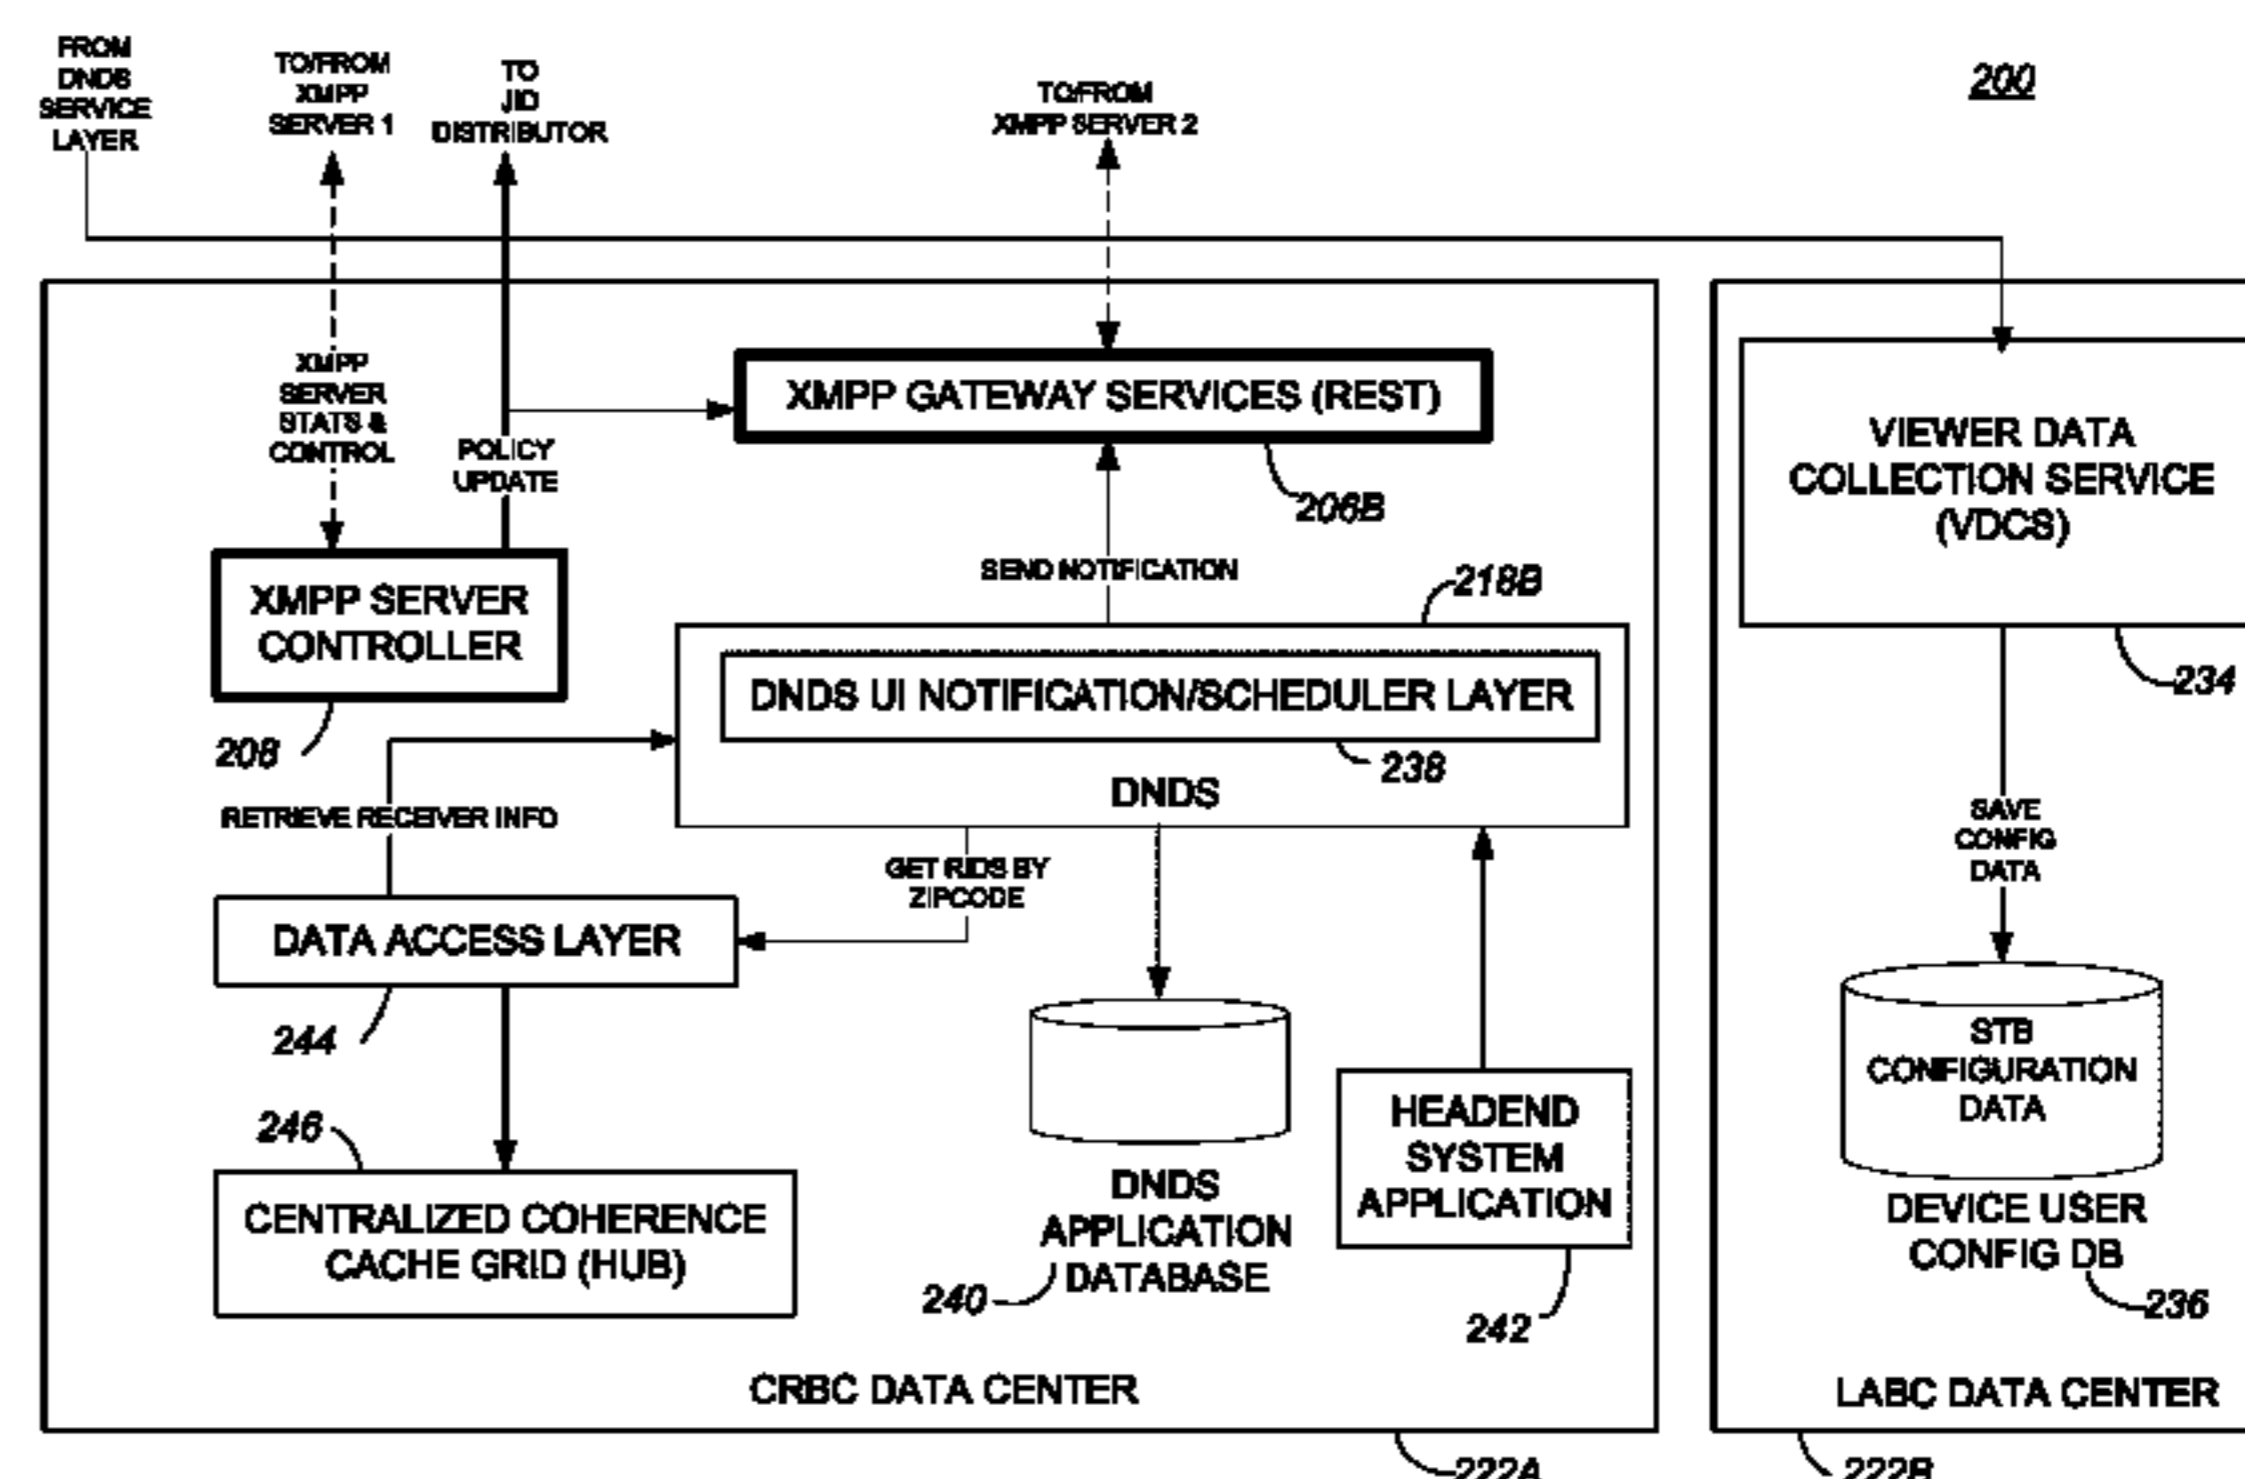 FROM
DNDS
SERVICE
LAYER
TO/FROM
XMPP
SERVER 1
TO
JID
DISTRIBUTOR
TO/FROM
XMPP SERVER 2
200
XMPP
SERVER
STATS &
CONTROL
POLICY
UPDATE
XMPP GATEWAY SERVICES (REST)
206B
VIEWER DATA
COLLECTION SERVICE
(VDCS)
234
XMPP SERVER
CONTROLLER
208
SEND NOTIFICATION
218B
DNDS UI NOTIFICATION/SCHEDULER LAYER
238
DNDS
RETRIEVE RECEIVER INFO
GET RIDS BY
ZIPCODE
SAVE
CONFIG
DATA
DATA ACCESS LAYER
244
246
CENTRALIZED COHERENCE
CACHE GRID (HUB)
DNDS
APPLICATION
DATABASE
240
HEADEND
SYSTEM
APPLICATION
242
STB
CONFIGURATION
DATA
DEVICE USER
CONFIG DB
236
CRBC DATA CENTER
LABC DATA CENTER
222A
222B